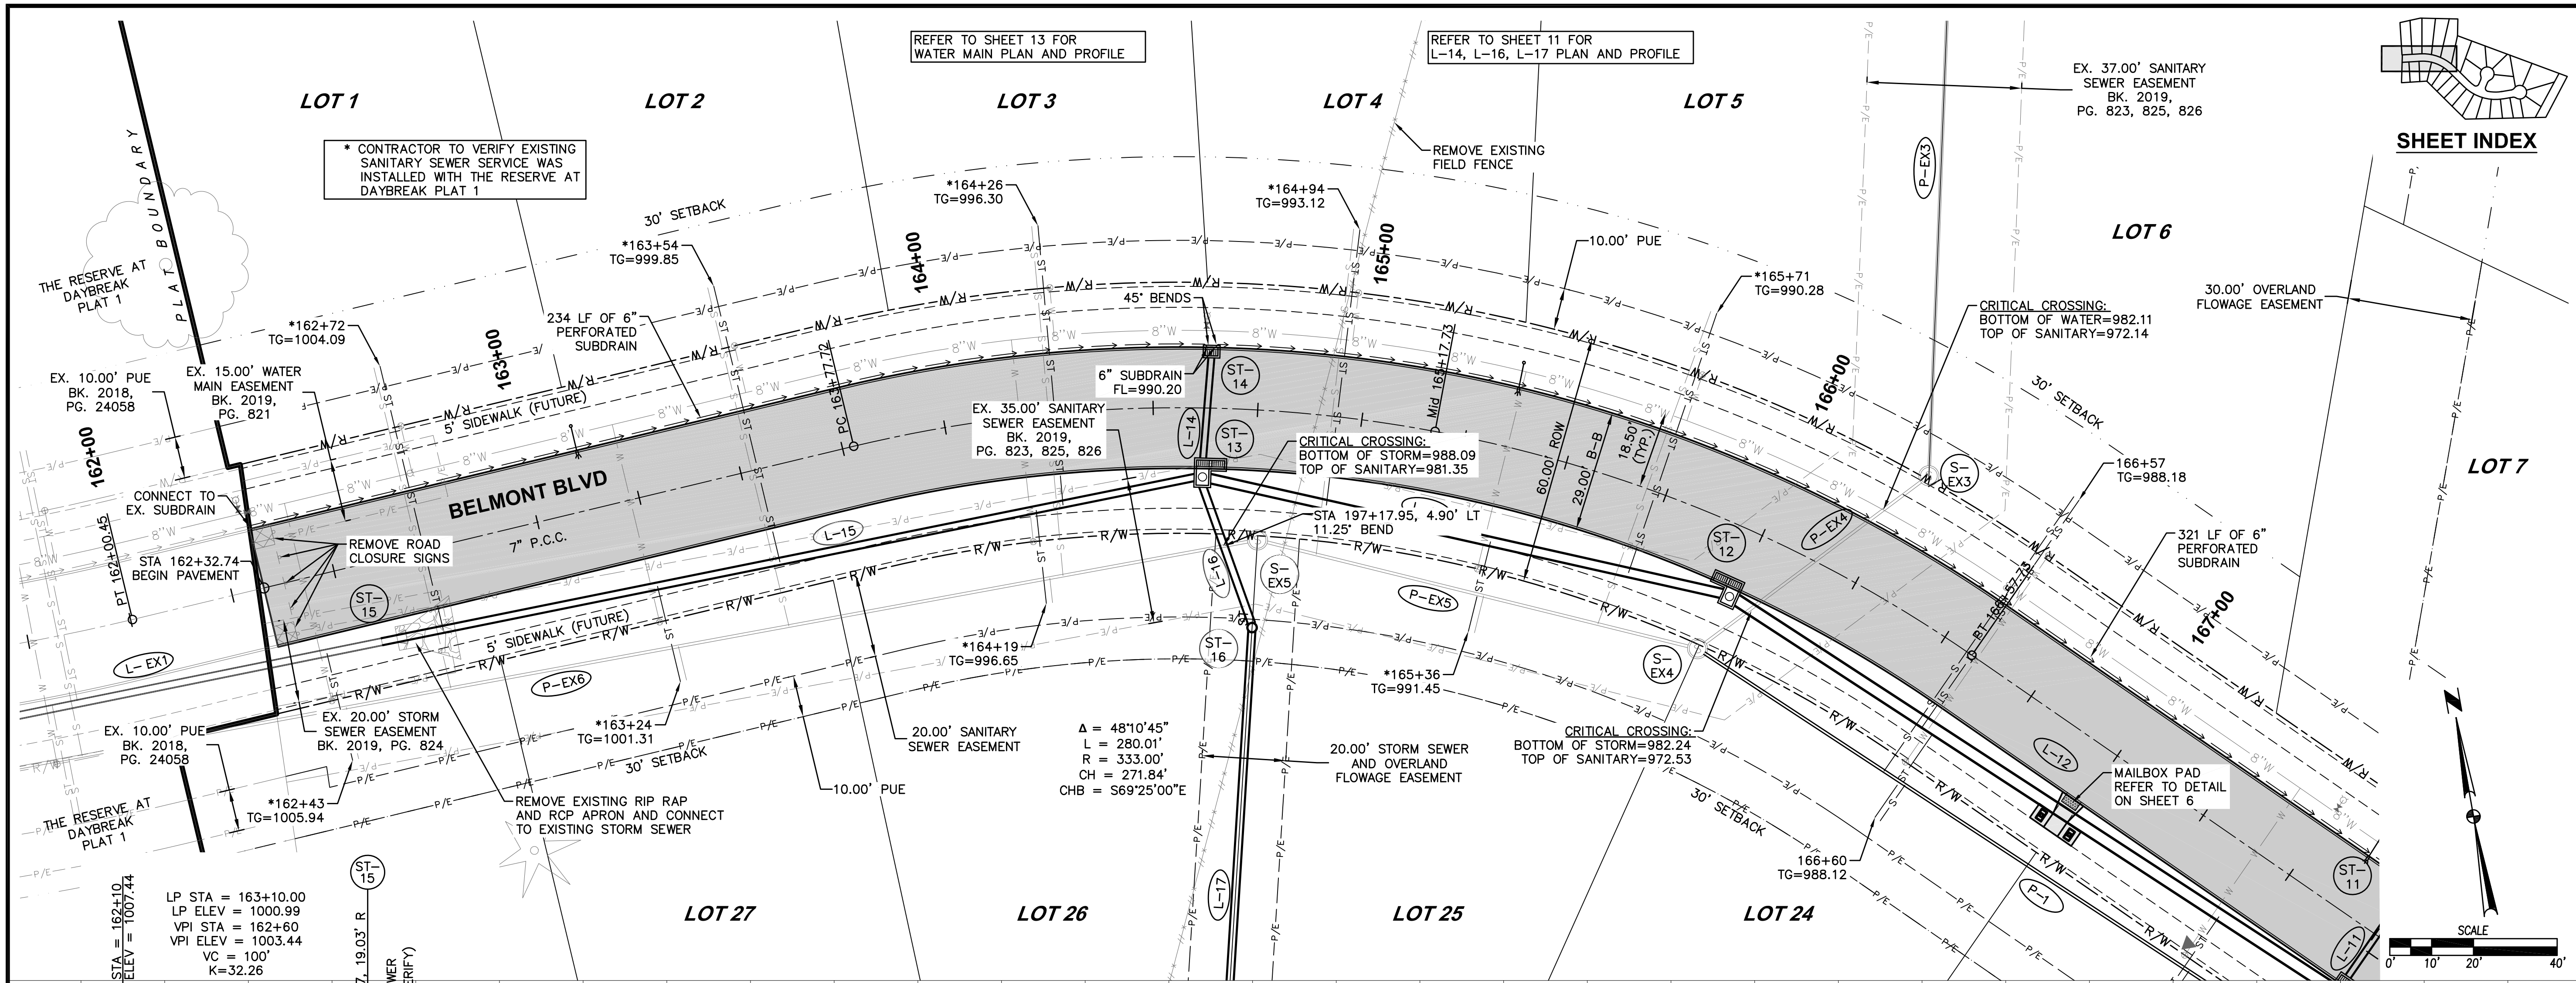 REFER TO SHEET 13 FOR
WATER MAIN PLAN AND PROFILE
REFER TO SHEET 11 FOR
L-14, L-16, L-17 PLAN AND PROFILE
EX. 37.00' SANITARY
SEWER EASEMENT
BK. 2019,
PG. 823, 825, 826
SHEET INDEX
LOT 1
LOT 2
LOT 3
LOT 4
LOT 5
LOT 6
LOT 7
PLAT BOUNDARY
* CONTRACTOR TO VERIFY EXISTING
SANITARY SEWER SERVICE WAS
INSTALLED WITH THE RESERVE AT
DAYBREAK PLAT 1
REMOVE EXISTING
FIELD FENCE
P-EX3
30' SETBACK
*163+54
TG=999.85
*164+26
TG=996.30
*164+94
TG=993.12
164+00
165+00
10.00' PUE
*165+71
TG=990.28
30.00' OVERLAND
FLOWAGE EASEMENT
CRITICAL CROSSING:
BOTTOM OF WATER=982.11
TOP OF SANITARY=972.14
THE RESERVE AT
DAYBREAK
PLAT 1
*162+72
TG=1004.09
163+00
234 LF OF 6"
PERFORATED
SUBDRAIN
45° BENDS
EX. 10.00' PUE
BK. 2018,
PG. 24058
EX. 15.00' WATER
MAIN EASEMENT
BK. 2019,
PG. 821
5' SIDEWALK (FUTURE)
PC 163+77.72
6" SUBDRAIN
FL=990.20
ST-
14
Mid 165+17.73
166+00
30' SETBACK
162+00
EX. 35.00' SANITARY
SEWER EASEMENT
BK. 2019,
PG. 823, 825, 826
L-14
ST-
13
CRITICAL CROSSING:
BOTTOM OF STORM=988.09
TOP OF SANITARY=981.35
60.00' ROW
29.00' B-B
18.50'
(TYP.)
S-
EX3
166+57
TG=988.18
CONNECT TO
EX. SUBDRAIN
BELMONT BLVD
7" P.C.C.
L-15
STA 197+17.95, 4.90' LT
11.25° BEND
P-EX4
ST-
12
321 LF OF 6"
PERFORATED
SUBDRAIN
PT 162+00.45
STA 162+32.74
BEGIN PAVEMENT
REMOVE ROAD
CLOSURE SIGNS
ST-
15
L-16
S-
EX5
P-EX5
167+00
L- EX1
5' SIDEWALK (FUTURE)
P-EX6
*164+19
TG=996.65
ST-
16
*165+36
TG=991.45
S-
EX4
EX. 10.00' PUE
BK. 2018,
PG. 24058
EX. 20.00' STORM
SEWER EASEMENT
BK. 2019, PG. 824
*163+24
TG=1001.31
30' SETBACK
20.00' SANITARY
SEWER EASEMENT
Δ = 48°10'45"
L = 280.01'
R = 333.00'
CH = 271.84'
CHB = S69°25'00"E
20.00' STORM SEWER
AND OVERLAND
FLOWAGE EASEMENT
CRITICAL CROSSING:
BOTTOM OF STORM=982.24
TOP OF SANITARY=972.53
L-12
MAILBOX PAD
REFER TO DETAIL
ON SHEET 6
10.00' PUE
30' SETBACK
THE RESERVE AT
DAYBREAK
PLAT 1
*162+43
TG=1005.94
REMOVE EXISTING RIP RAP
AND RCP APRON AND CONNECT
TO EXISTING STORM SEWER
166+60
TG=988.12
P-1
ST-
11
L-11
L-17
STA = 162+10
ELEV = 1007.44
LP STA = 163+10.00
LP ELEV = 1000.99
VPI STA = 162+60
VPI ELEV = 1003.44
VC = 100'
K=32.26
ST-
15
LOT 27
LOT 26
LOT 25
LOT 24
SCALE
0' 10' 20' 40'